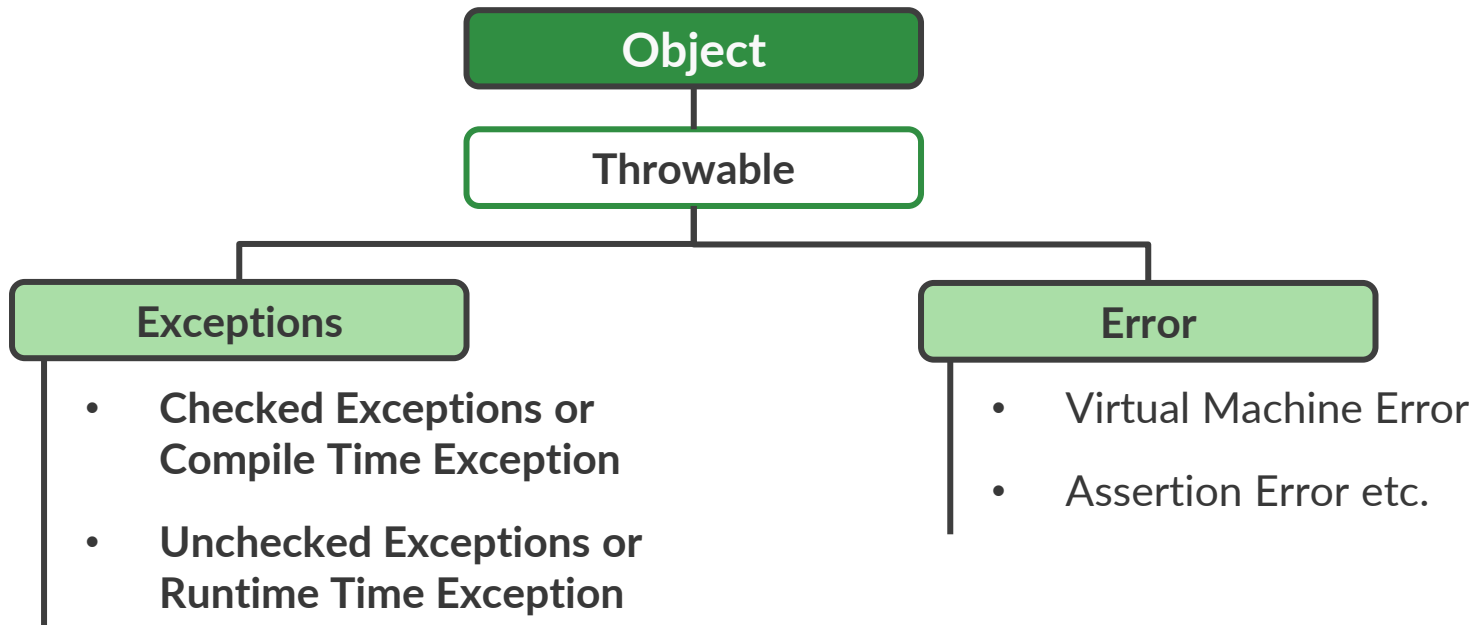 Object
Throwable
Exceptions
• Checked Exceptions or
Compile Time Exception
• Unchecked Exceptions or
Runtime Time Exception
Error
• Virtual Machine Error
• Assertion Error etc.